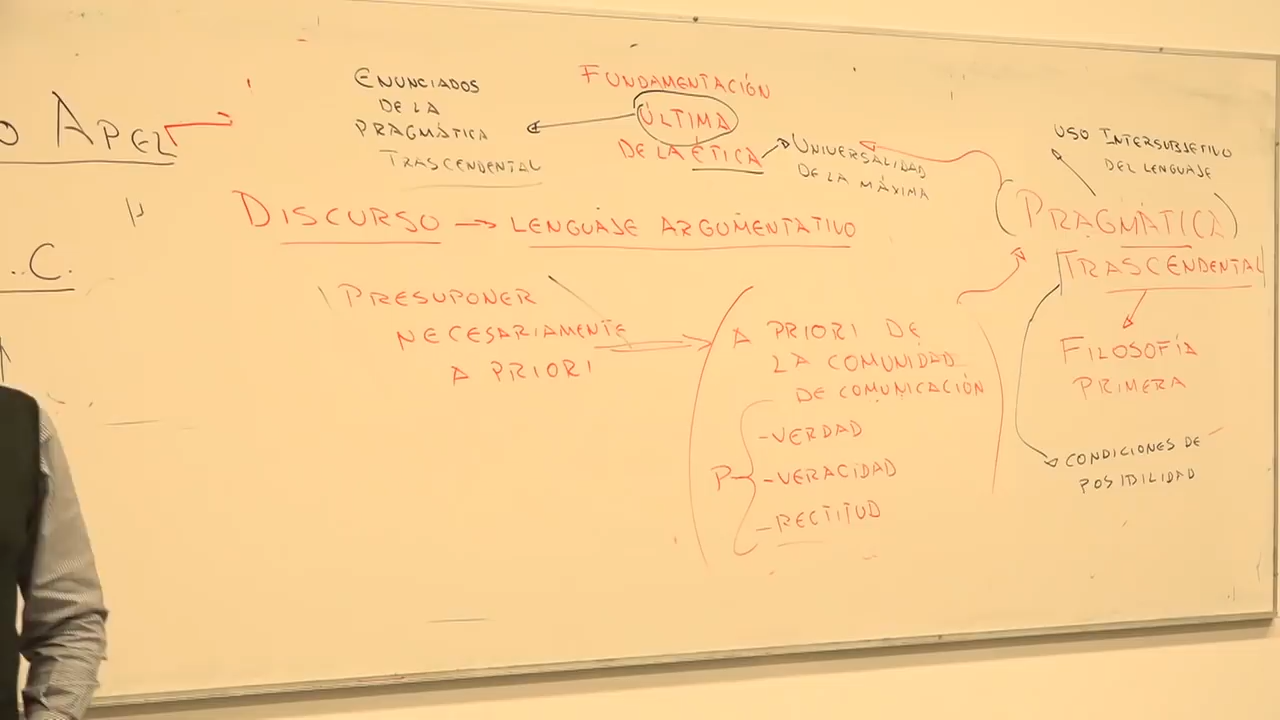 O APEL
.. C.
ENUNCIADOS
DE LA
PRAGMÁTICA
TRASCENDENTAL
FUNDAMENTACIÓN
ÚLTIMA
DE LA ÉTICA
UNIVERSALIDAD
DE LA MÁXIMA
USO INTERSUBJETIVO
DEL LENGUAJE
(PRAGMÁTICA)
TRASCENDENTAL
FILOSOFÍA
PRIMERA
CONDICIONES DE
POSIBILIDAD
DISCURSO → LENGUAJE ARGUMENTATIVO
PRESUPONER
NECESARIAMENTE
A PRIORI
A PRIORI DE
LA COMUNIDAD
DE COMUNICACIÓN
P
-VERDAD
-VERACIDAD
-RECTITUD